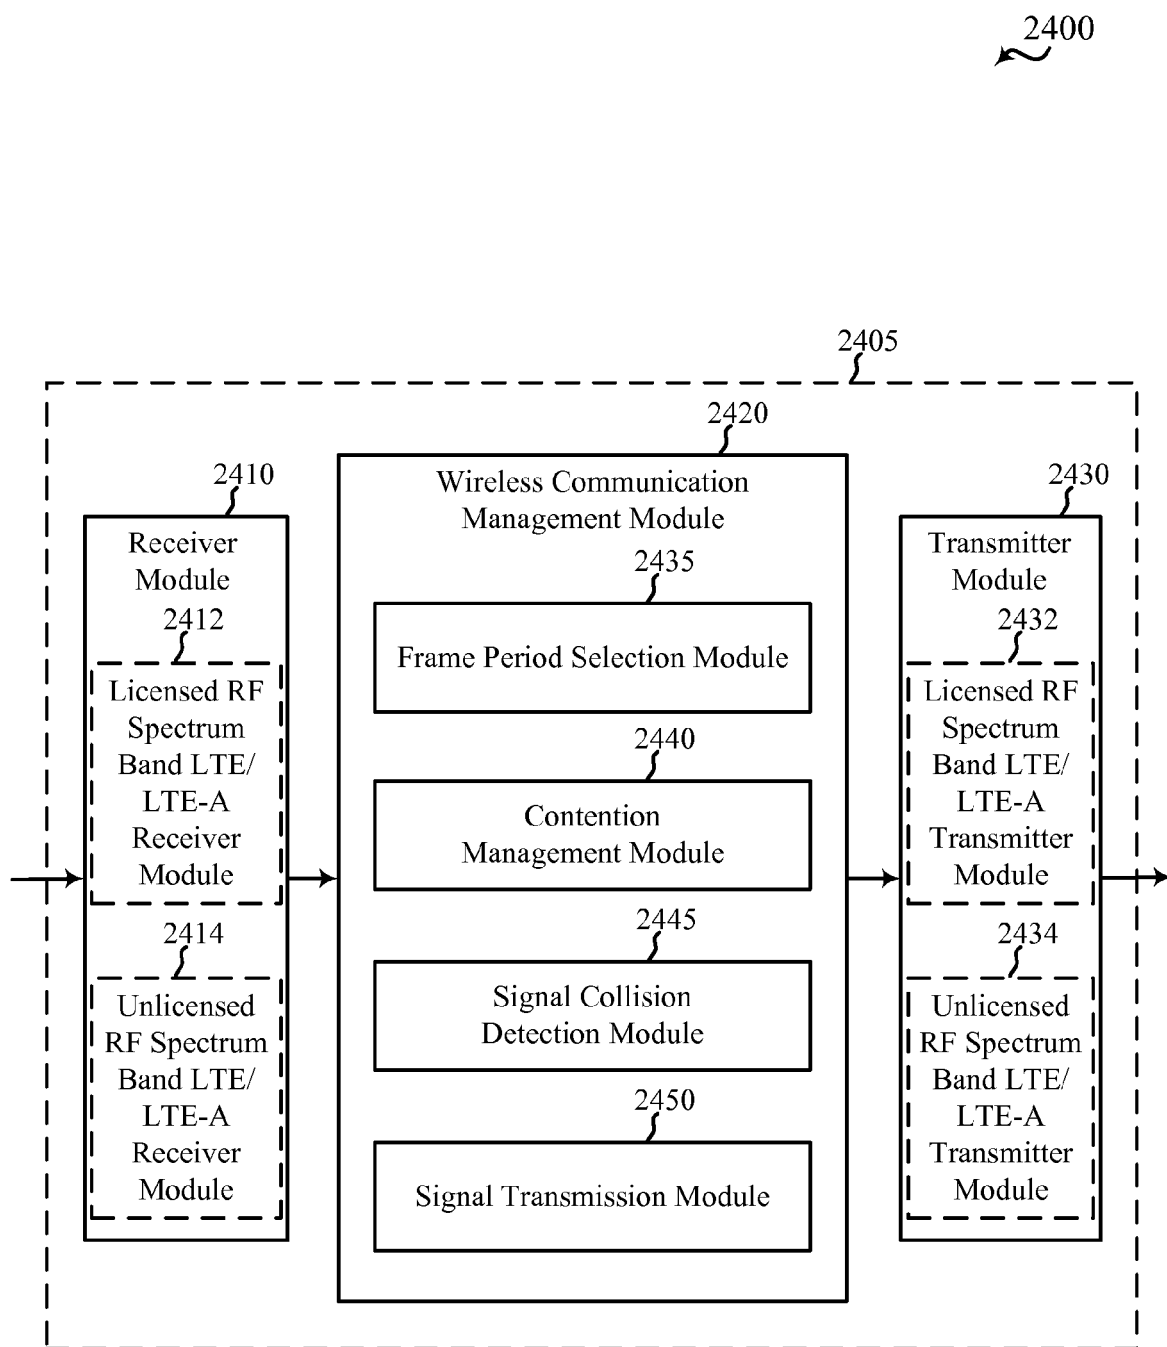 2400
2405
2420
2410
2430
Wireless Communication
Management Module
Receiver
Module
Transmitter
Module
2435
2412
2432
Frame Period Selection Module
Licensed RF
Spectrum
Band LTE/
LTE-A
Receiver
Module
Licensed RF
Spectrum
Band LTE/
LTE-A
Transmitter
Module
2440
Contention
Management Module
2414
2445
2434
Signal Collision
Detection Module
Unlicensed
RF Spectrum
Band LTE/
LTE-A
Receiver
Module
Unlicensed
RF Spectrum
Band LTE/
LTE-A
Transmitter
Module
2450
Signal Transmission Module